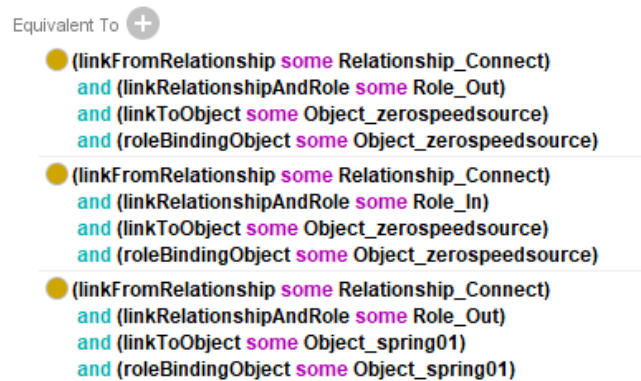 Equivalent To
(linkFromRelationship some Relationship_Connect)
and (linkRelationshipAndRole some Role_Out)
and (linkToObject some Object_zerospeedsource)
and (roleBindingObject some Object_zerospeedsource)
(linkFromRelationship some Relationship_Connect)
and (linkRelationshipAndRole some Role_In)
and (linkToObject some Object_zerospeedsource)
and (roleBindingObject some Object_zerospeedsource)
(linkFromRelationship some Relationship_Connect)
and (linkRelationshipAndRole some Role_Out)
and (linkToObject some Object_spring01)
and (roleBindingObject some Object_spring01)